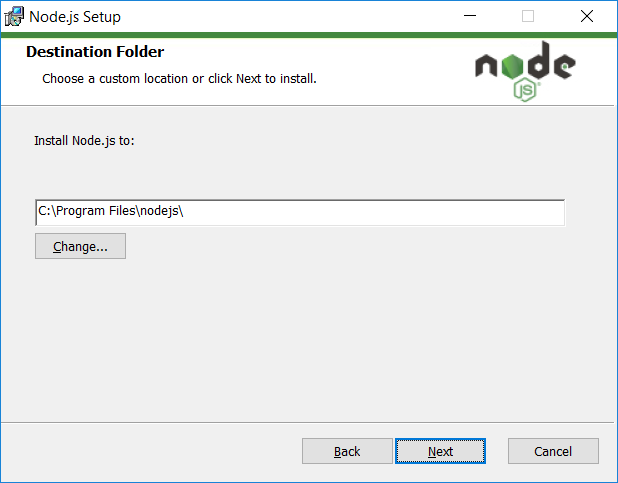 Node.js Setup
Destination Folder
Choose a custom location or click Next to install.
node
JS
Install Node.js to:
C:\Program Files\nodejs\
Change...
Back Next Cancel